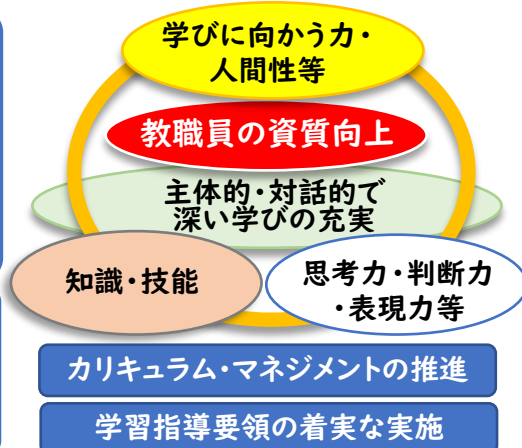 学びに向かう力・
人間性等
教職員の資質向上
主体的・対話的で
深い学びの充実
知識・技能
思考力・判断力
・表現力等
カリキュラム・マネジメントの推進
学習指導要領の着実な実施